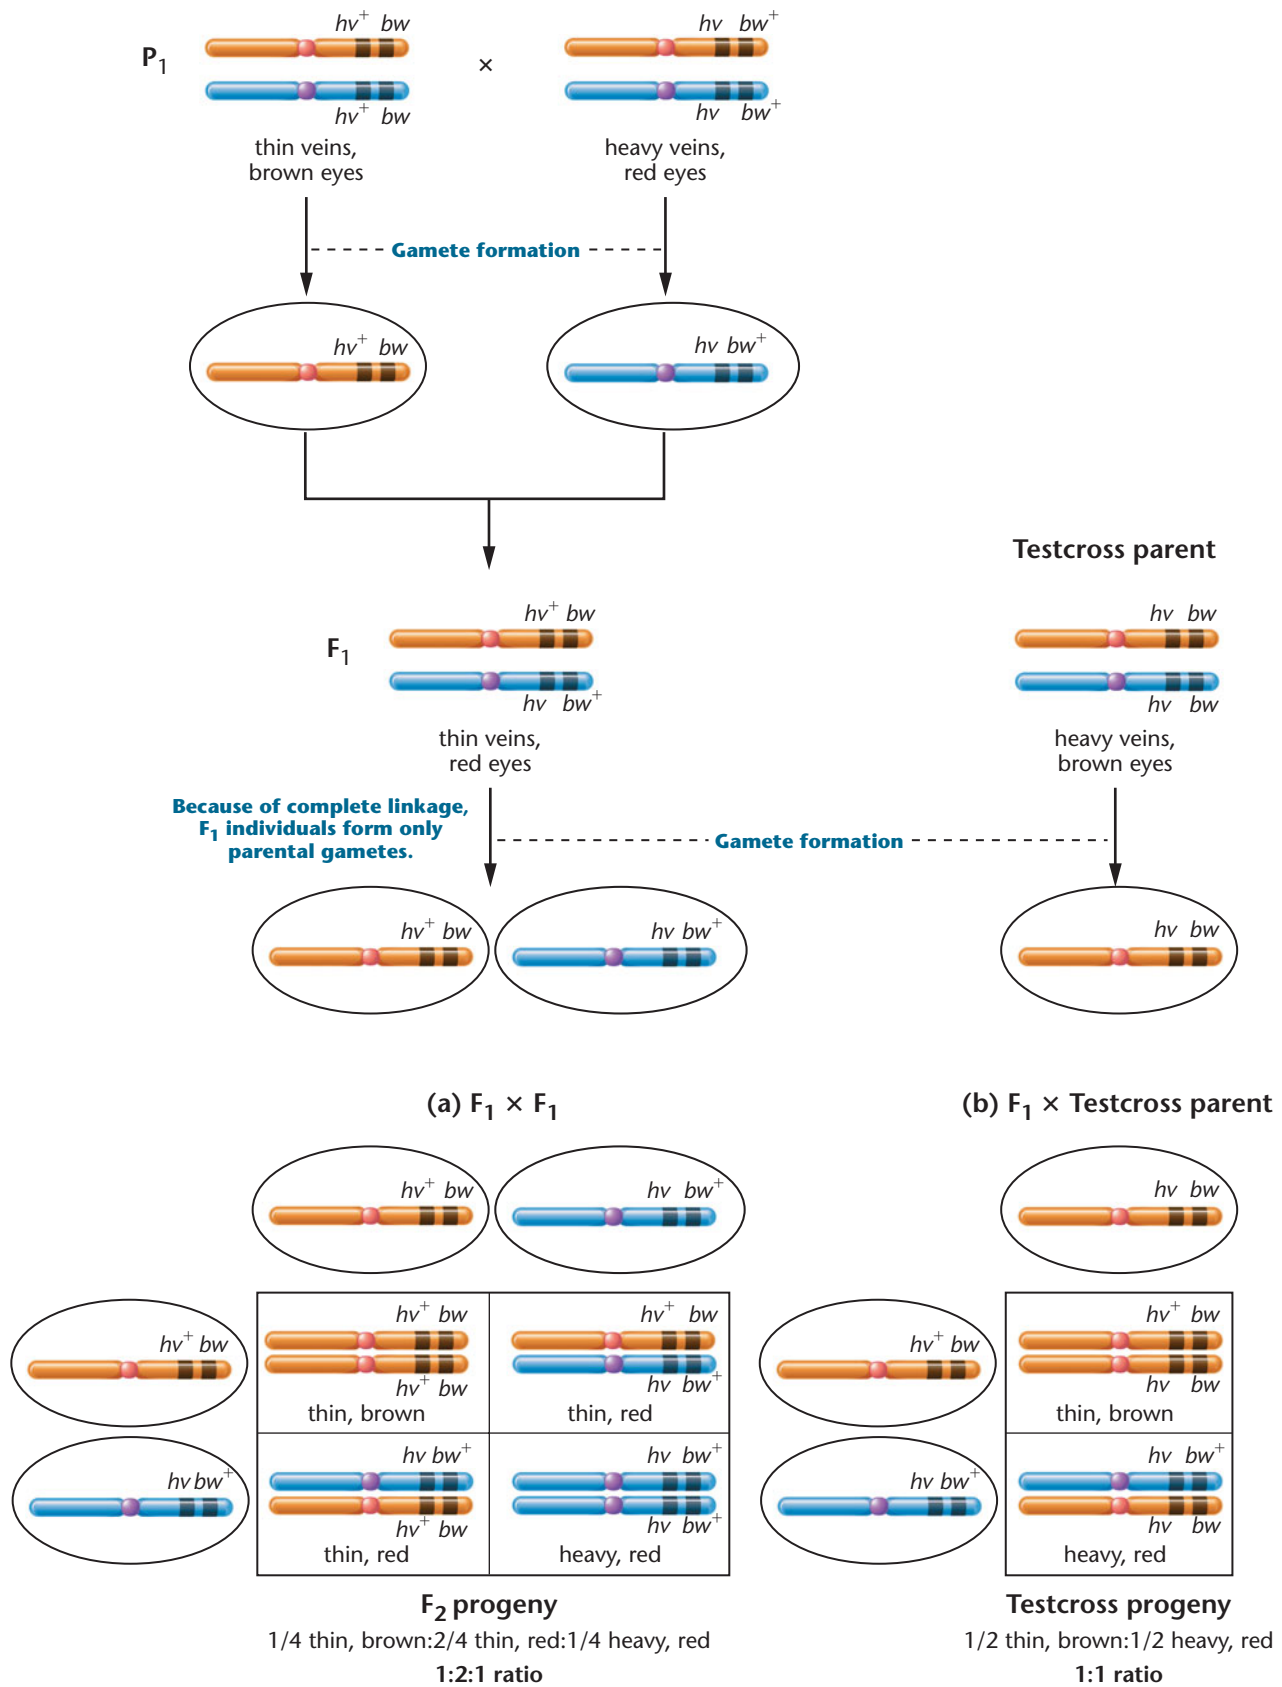 hv+ bw
hv bw+
P1
×
hv+ bw
hv bw+
thin veins,
brown eyes
heavy veins,
red eyes
Gamete formation
hv+ bw
hv bw+
Testcross parent
hv+ bw
hv bw
F1
hv bw+
hv bw
thin veins,
red eyes
heavy veins,
brown eyes
Because of complete linkage,
F1 individuals form only
parental gametes.
Gamete formation
hv+ bw
hv bw+
hv bw
(a) F1 × F1
(b) F1 × Testcross parent
hv+ bw
hv bw+
hv bw
hv+ bw
hv+ bw
hv+ bw
thin, brown
hv+ bw
hv bw+
thin, red
hv bw+
hv bw+
hv+ bw
thin, red
hv bw+
hv bw+
heavy, red
F2 progeny
1/4 thin, brown:2/4 thin, red:1/4 heavy, red
1:2:1 ratio
hv+ bw
hv+ bw
hv bw
thin, brown
hv bw+
hv bw+
hv bw
heavy, red
Testcross progeny
1/2 thin, brown:1/2 heavy, red
1:1 ratio